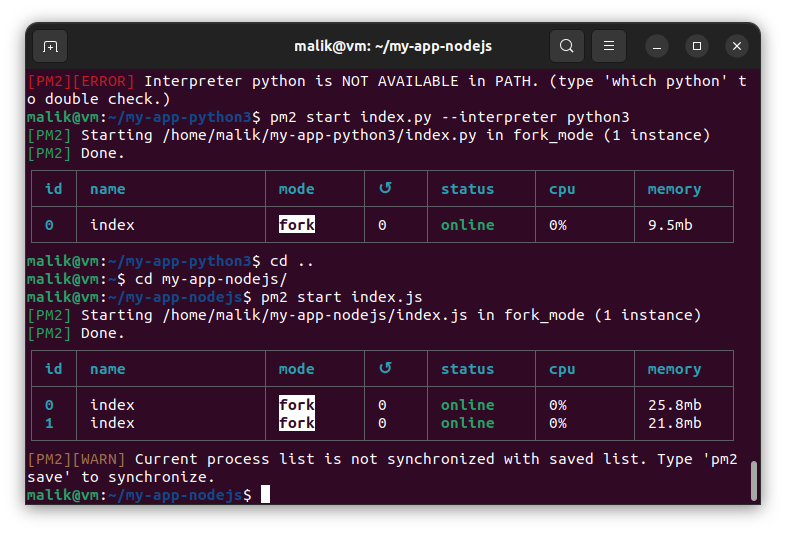 malik@vm: ~/my-app-nodejs
[PM2][ERROR] Interpreter python is NOT AVAILABLE in PATH. (type 'which python' t
o double check.)
malik@vm:~/my-app-python3$ pm2 start index.py --interpreter python3
[PM2] Starting /home/malik/my-app-python3/index.py in fork_mode (1 instance)
[PM2] Done.
id name mode ↺ status cpu memory
0 index fork 0 online 0% 9.5mb
malik@vm:~/my-app-python3$ cd ..
malik@vm:~$ cd my-app-nodejs/
malik@vm:~/my-app-nodejs$ pm2 start index.js
[PM2] Starting /home/malik/my-app-nodejs/index.js in fork_mode (1 instance)
[PM2] Done.
id name mode ↺ status cpu memory
0 index fork 0 online 0% 25.8mb
1 index fork 0 online 0% 21.8mb
[PM2][WARN] Current process list is not synchronized with saved list. Type 'pm2
save' to synchronize.
malik@vm:~/my-app-nodejs$